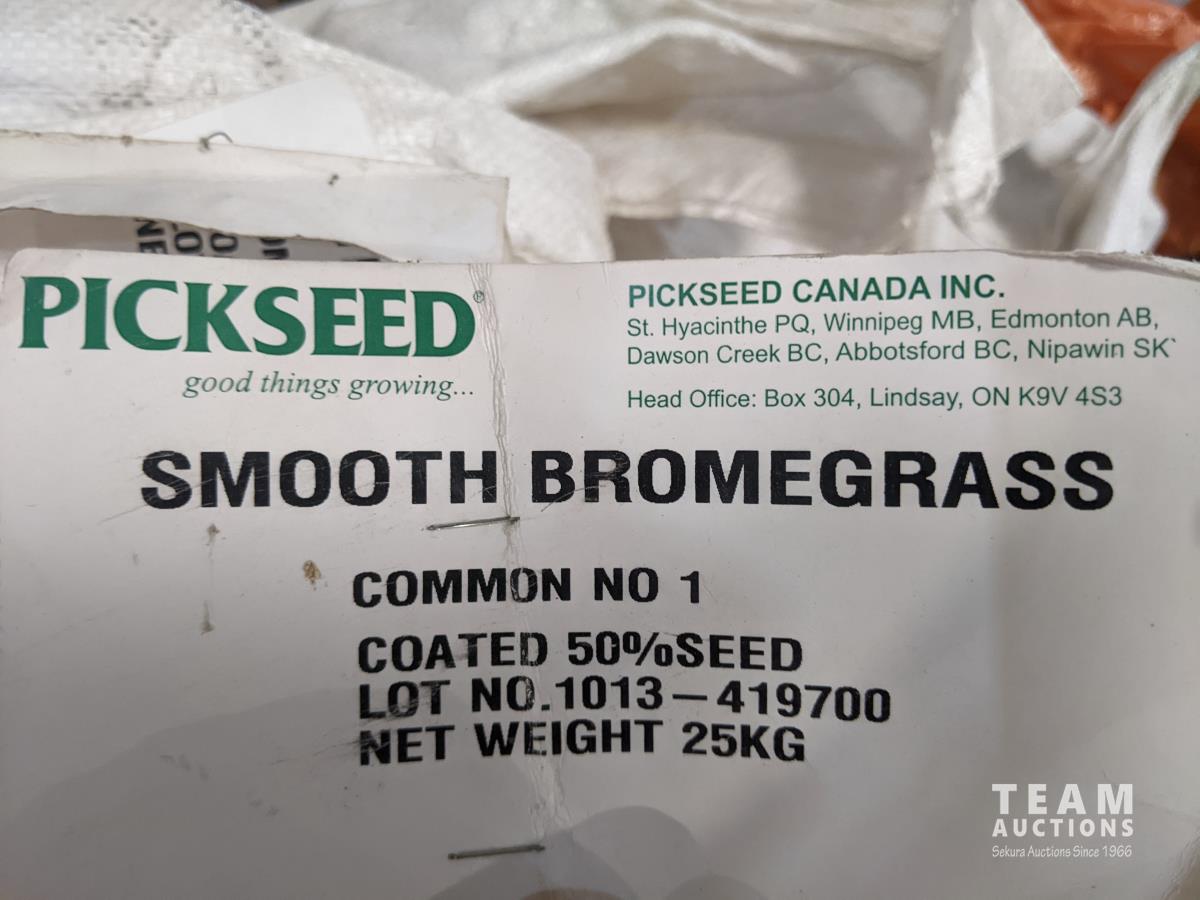 PICKSEED®
good things growing...
PICKSEED CANADA INC.
St. Hyacinthe PQ, Winnipeg MB, Edmonton AB,
Dawson Creek BC, Abbotsford BC, Nipawin SK
Head Office: Box 304, Lindsay, ON K9V 4S3
SMOOTH BROMEGRASS
COMMON NO 1
COATED 50%SEED
LOT NO.1013–419700
NET WEIGHT 25KG
TEAM
AUCTIONS
Sekura Auctions Since 1966